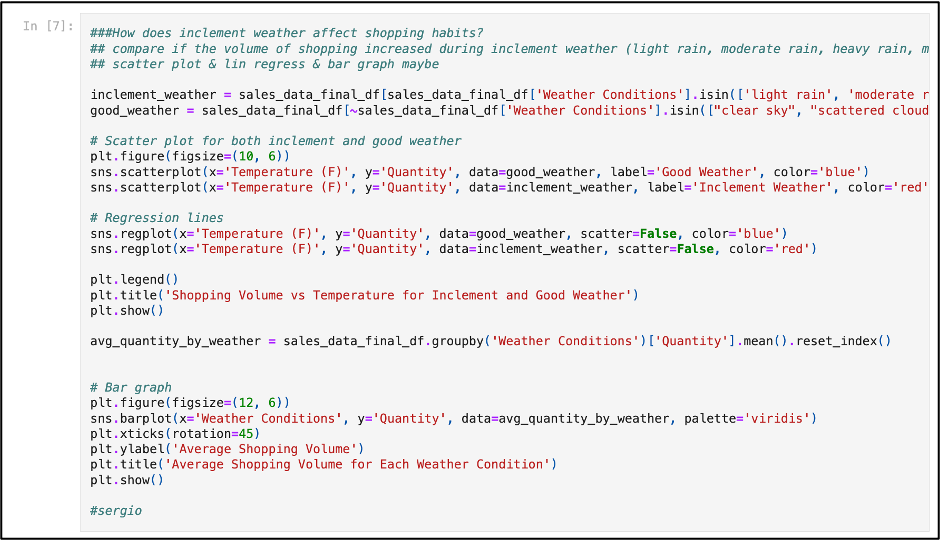 In [7]:
###How does inclement weather affect shopping habits?
## compare if the volume of shopping increased during inclement weather (light rain, moderate rain, heavy rain, m
## scatter plot & lin regress & bar graph maybe
inclement_weather = sales_data_final_df[sales_data_final_df['Weather Conditions'].isin(['light rain', 'moderate r
good_weather = sales_data_final_df[~sales_data_final_df['Weather Conditions'].isin(["clear sky", "scattered cloud
# Scatter plot for both inclement and good weather
plt.figure(figsize=(10, 6))
sns.scatterplot(x='Temperature (F)', y='Quantity', data=good_weather, label='Good Weather', color='blue')
sns.scatterplot(x='Temperature (F)', y='Quantity', data=inclement_weather, label='Inclement Weather', color='red'
# Regression lines
sns.regplot(x='Temperature (F)', y='Quantity', data=good_weather, scatter=False, color='blue')
sns.regplot(x='Temperature (F)', y='Quantity', data=inclement_weather, scatter=False, color='red')
plt.legend()
plt.title('Shopping Volume vs Temperature for Inclement and Good Weather')
plt.show()
avg_quantity_by_weather = sales_data_final_df.groupby('Weather Conditions')['Quantity'].mean().reset_index()
# Bar graph
plt.figure(figsize=(12, 6))
sns.barplot(x='Weather Conditions', y='Quantity', data=avg_quantity_by_weather, palette='viridis')
plt.xticks(rotation=45)
plt.ylabel('Average Shopping Volume')
plt.title('Average Shopping Volume for Each Weather Condition')
plt.show()
#sergio